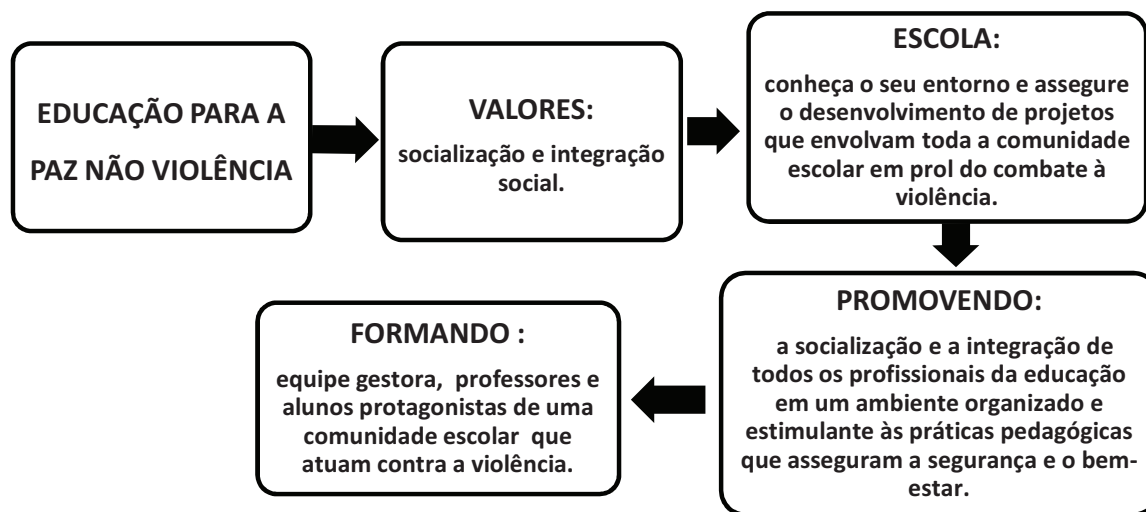 EDUCAÇÃO PARA A
PAZ NÃO VIOLÊNCIA
VALORES:
socialização e integração
social.
ESCOLA:
conheça o seu entorno e assegure
o desenvolvimento de projetos
que envolvam toda a comunidade
escolar em prol do combate à
violência.
PROMOVENDO:
a socialização e a integração de
todos os profissionais da educação
em um ambiente organizado e
estimulante às práticas pedagógicas
que asseguram a segurança e o bem-
estar.
FORMANDO :
equipe gestora, professores e
alunos protagonistas de uma
comunidade escolar que
atuam contra a violência.